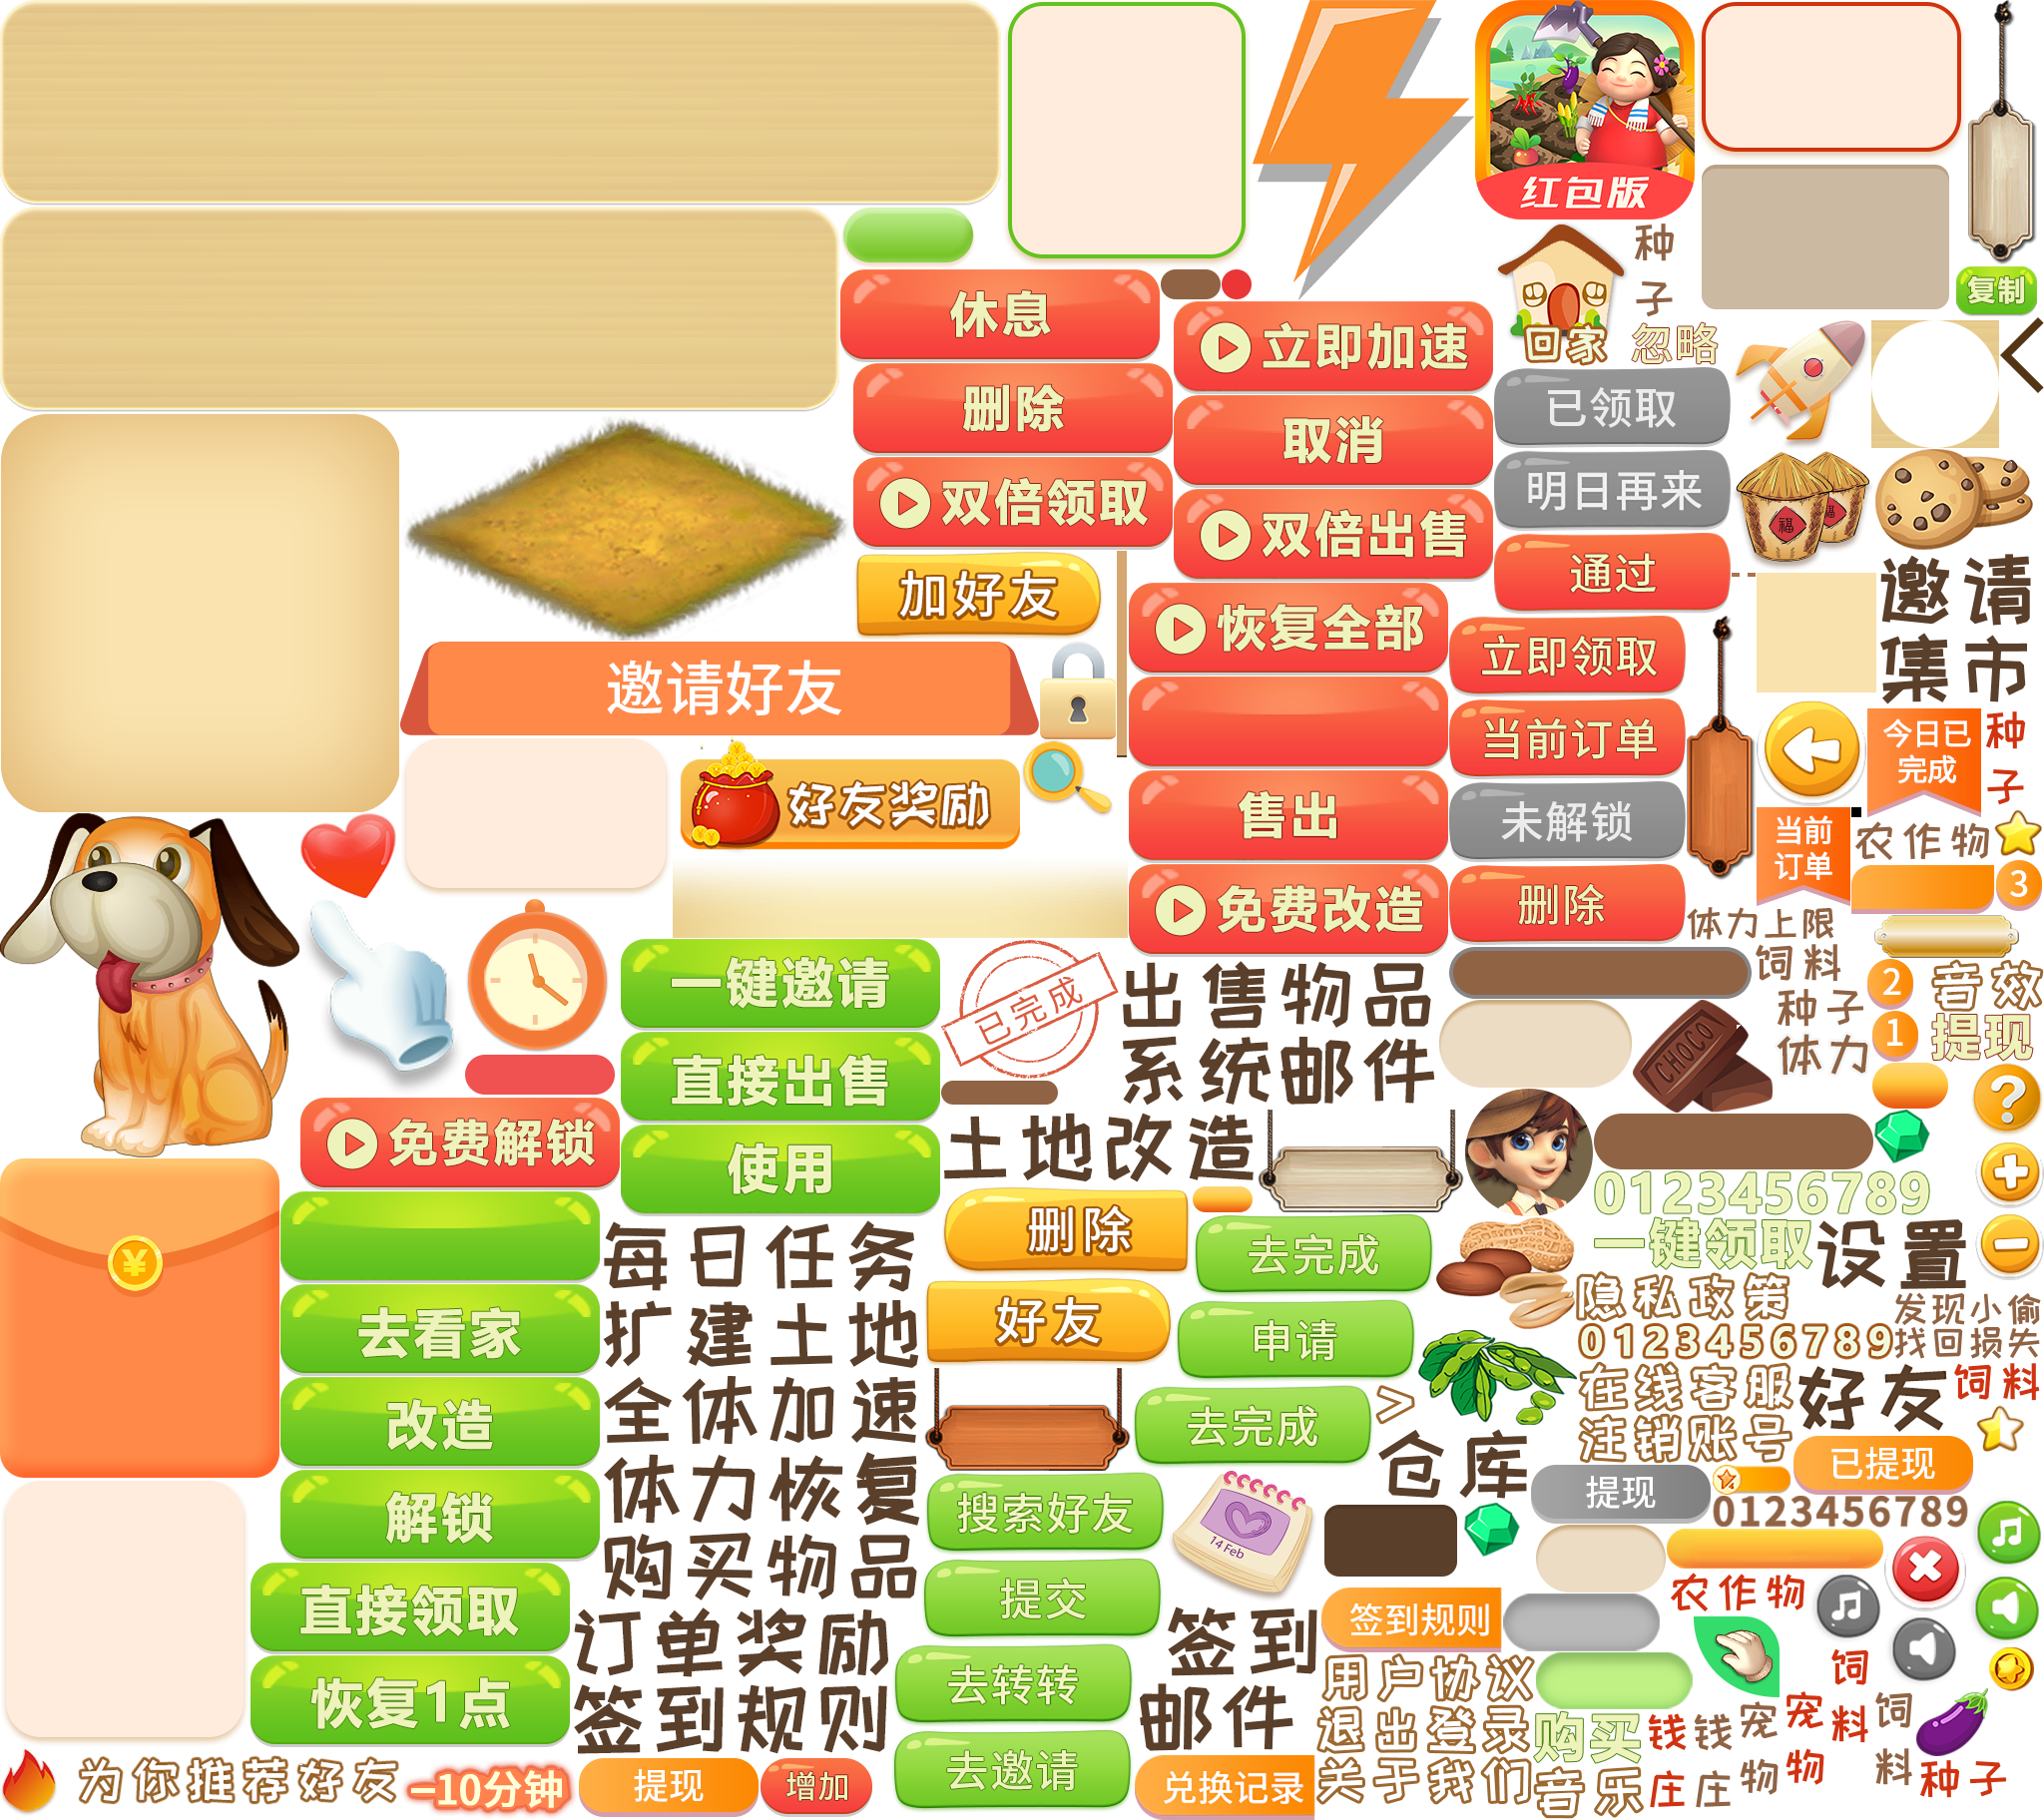 红包版
种
子
复制
休息
立即加速
回家
忽略
删除
取消
已领取
双倍领取
双倍出售
明日再来
福
福
加好友
通过
邀请
集市
恢复全部
立即领取
邀请好友
当前订单
今日已
完成
种
子
好友奖励
售出
未解锁
当前
订单
农作物
免费改造
删除
3
体力上限
一键邀请
已完成
出售物品
饲料
2
音效
种子
1
提现
直接出售
系统邮件
体力
CHOCO
?
免费解锁
土地改造
使用
¥
0123456789
删除
去完成
一键领取
设置
每日任务
隐私政策
发现小偷
去看家
扩建土地
好友
申请
0123456789
找回损失
全体加速
在线客服
好友
饲料
改造
去完成
>
注销账号
仓库
已提现
体力恢复
提现
解锁
搜索好友
14 Feb
0123456789
购买物品
直接领取
提交
农作物
订单奖励
签到
签到规则
恢复1点
去转转
用户协议
饲
料
签到规则
邮件
退出登录
购买
钱
庄
钱
庄
宠
物
宠
物
饲
料
为你推荐好友
-10分钟
提现
增加
去邀请
兑换记录
关于我们
音乐
种子